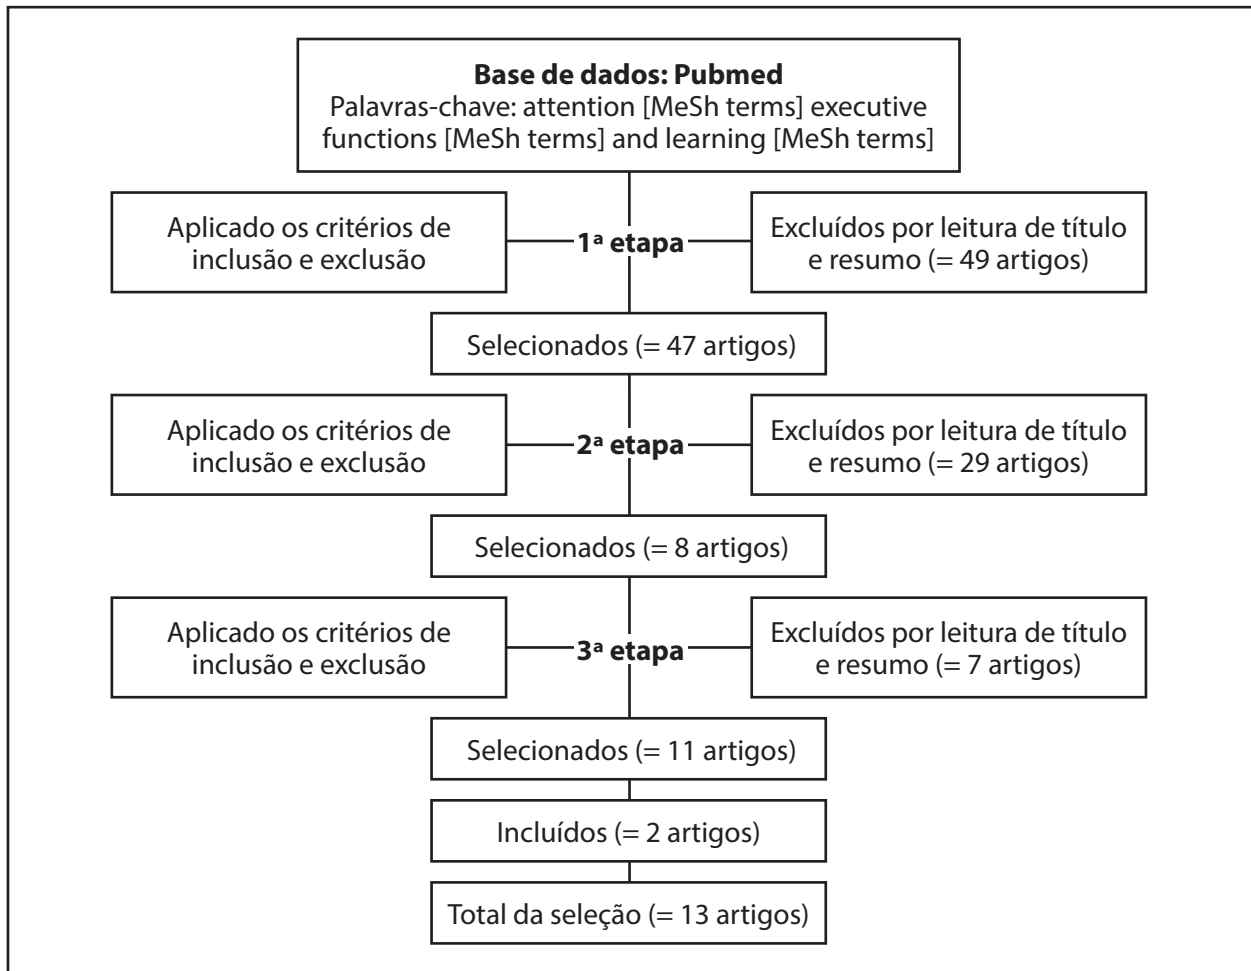 Base de dados: Pubmed
Palavras-chave: attention [MeSh terms] executive
functions [MeSh terms] and learning [MeSh terms]
Aplicado os critérios de
inclusão e exclusão
1ª etapa
Excluídos por leitura de título
e resumo (= 49 artigos)
Selecionados (= 47 artigos)
Aplicado os critérios de
inclusão e exclusão
2ª etapa
Excluídos por leitura de título
e resumo (= 29 artigos)
Selecionados (= 8 artigos)
Aplicado os critérios de
inclusão e exclusão
3ª etapa
Excluídos por leitura de título
e resumo (= 7 artigos)
Selecionados (= 11 artigos)
Incluídos (= 2 artigos)
Total da seleção (= 13 artigos)